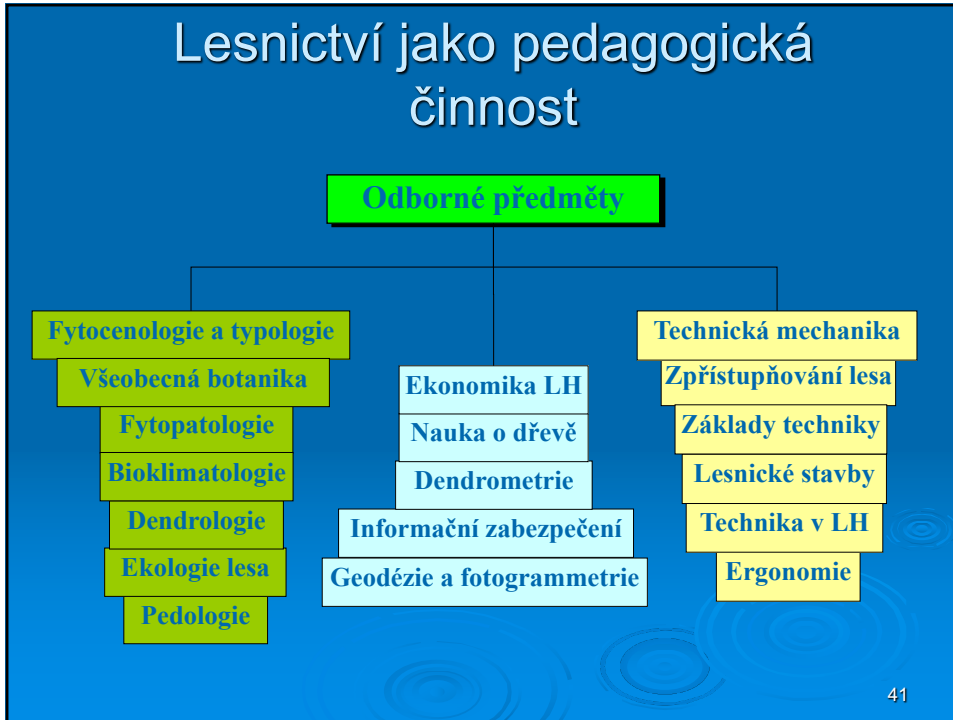 Lesnictví jako pedagogická
činnost
Odborné předměty
Fytocenologie a typologie
Všeobecná botanika
Fytopatologie
Bioklimatologie
Dendrologie
Ekologie lesa
Pedologie
Ekonomika LH
Nauka o dřevě
Dendrometrie
Informační zabezpečení
Geodézie a fotogrammetrie
Technická mechanika
Zpřístupňování lesa
Základy techniky
Lesnické stavby
Technika v LH
Ergonomie
41